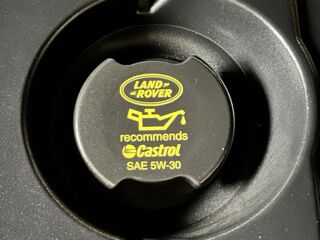 LAND
ROVER
recommends
Castrol
SAE 5W-30